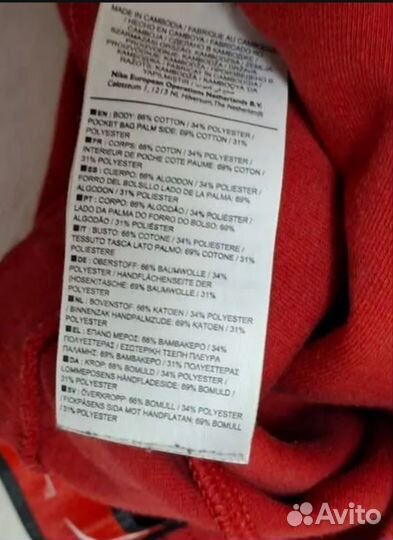 MADE IN CAMBODIA / FABRIQUE AU CAMBODGE /
Nike European Operations Netherlands B.V.
Colosseum 1, 1213 NL Hilversum, The Netherlands
EN: BODY: 66% COTTON / 34% POLYESTER /
POCKET BAG PALM SIDE: 69% COTTON / 31%
POLYESTER
FR: CORPS: 66% COTON / 34% POLYESTER /
INTERIEUR DE POCHE COTE PAUME: 69% COTON
/ 31% POLYESTER
ES: CUERPO: 66% ALGODON / 34% POLIESTER /
FORRO DEL BOLSILLO LADO DE LA PALMA: 69%
ALGODON / 31% POLIESTER
PT: CORPO: 66% ALGODÃO / 34% POLIÉSTER /
LADO DA PALMA DO FORRO DO BOLSO: 69%
ALGODÃO / 31% POLIÉSTER
IT: BUSTO: 66% COTONE / 34% POLIESTERE /
TESSUTO TASCA LATO PALMO: 69% COTONE / 31%
POLIESTERE
DE: OBERSTOFF: 66% BAUMWOLLE / 34%
POLYESTER / HANDFLÄCHENSEITE DER
(HOSEN)TASCHE: 69% BAUMWOLLE / 31%
POLYESTER
NL: BOVENSTOF: 66% KATOEN / 34% POLYESTER
/ BINNENZAK HANDPALMZIJDE: 69% KATOEN / 31%
POLYESTER
EL: ΕΠΑΝΩ ΜΕΡΟΣ: 66% ΒΑΜΒΑΚΕΡΟ / 34%
ΠΟΛΥΕΣΤΕΡΑΣ / ΕΞΩΤΕΡΙΚΗ ΤΣΕΠΗ ΠΛΕΥΡΑ
ΠΑΛΑΜΗΣ: 69% ΒΑΜΒΑΚΕΡΟ / 31% ΠΟΛΥΕΣΤΕΡΑΣ
DA: KROP: 66% BOMULD / 34% POLYESTER /
LOMMEPOSENS HANDFLADESIDE: 69% BOMULD /
31% POLYESTER
SV: ÖVERKROPP: 66% BOMULL / 34% POLYESTER
/ FICKPÅSENS SIDA MOT HANDFLATAN: 69% BOMULL
/ 31% POLYESTER
Avito